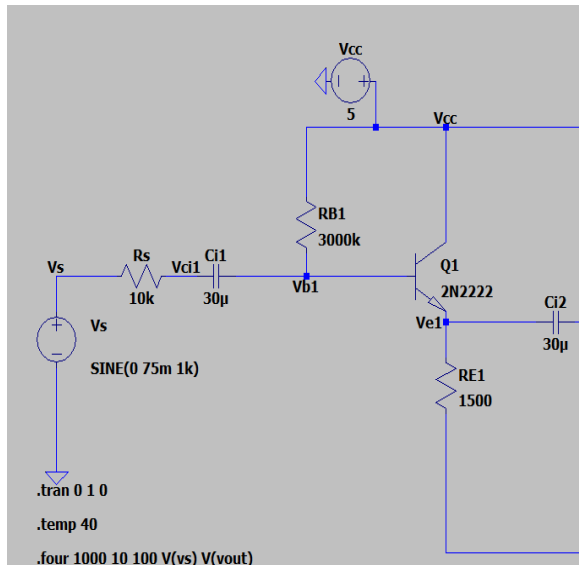 Vcc
5
Vcc
RB1
3000k
Vs
Rs
Vci1
Ci1
10k
30µ
Vb1
Q1
2N2222
Ve1
Ci2
30µ
Vs
SINE(0 75m 1k)
RE1
1500
.tran 0 1 0
.temp 40
.four 1000 10 100 V(vs) V(vout)